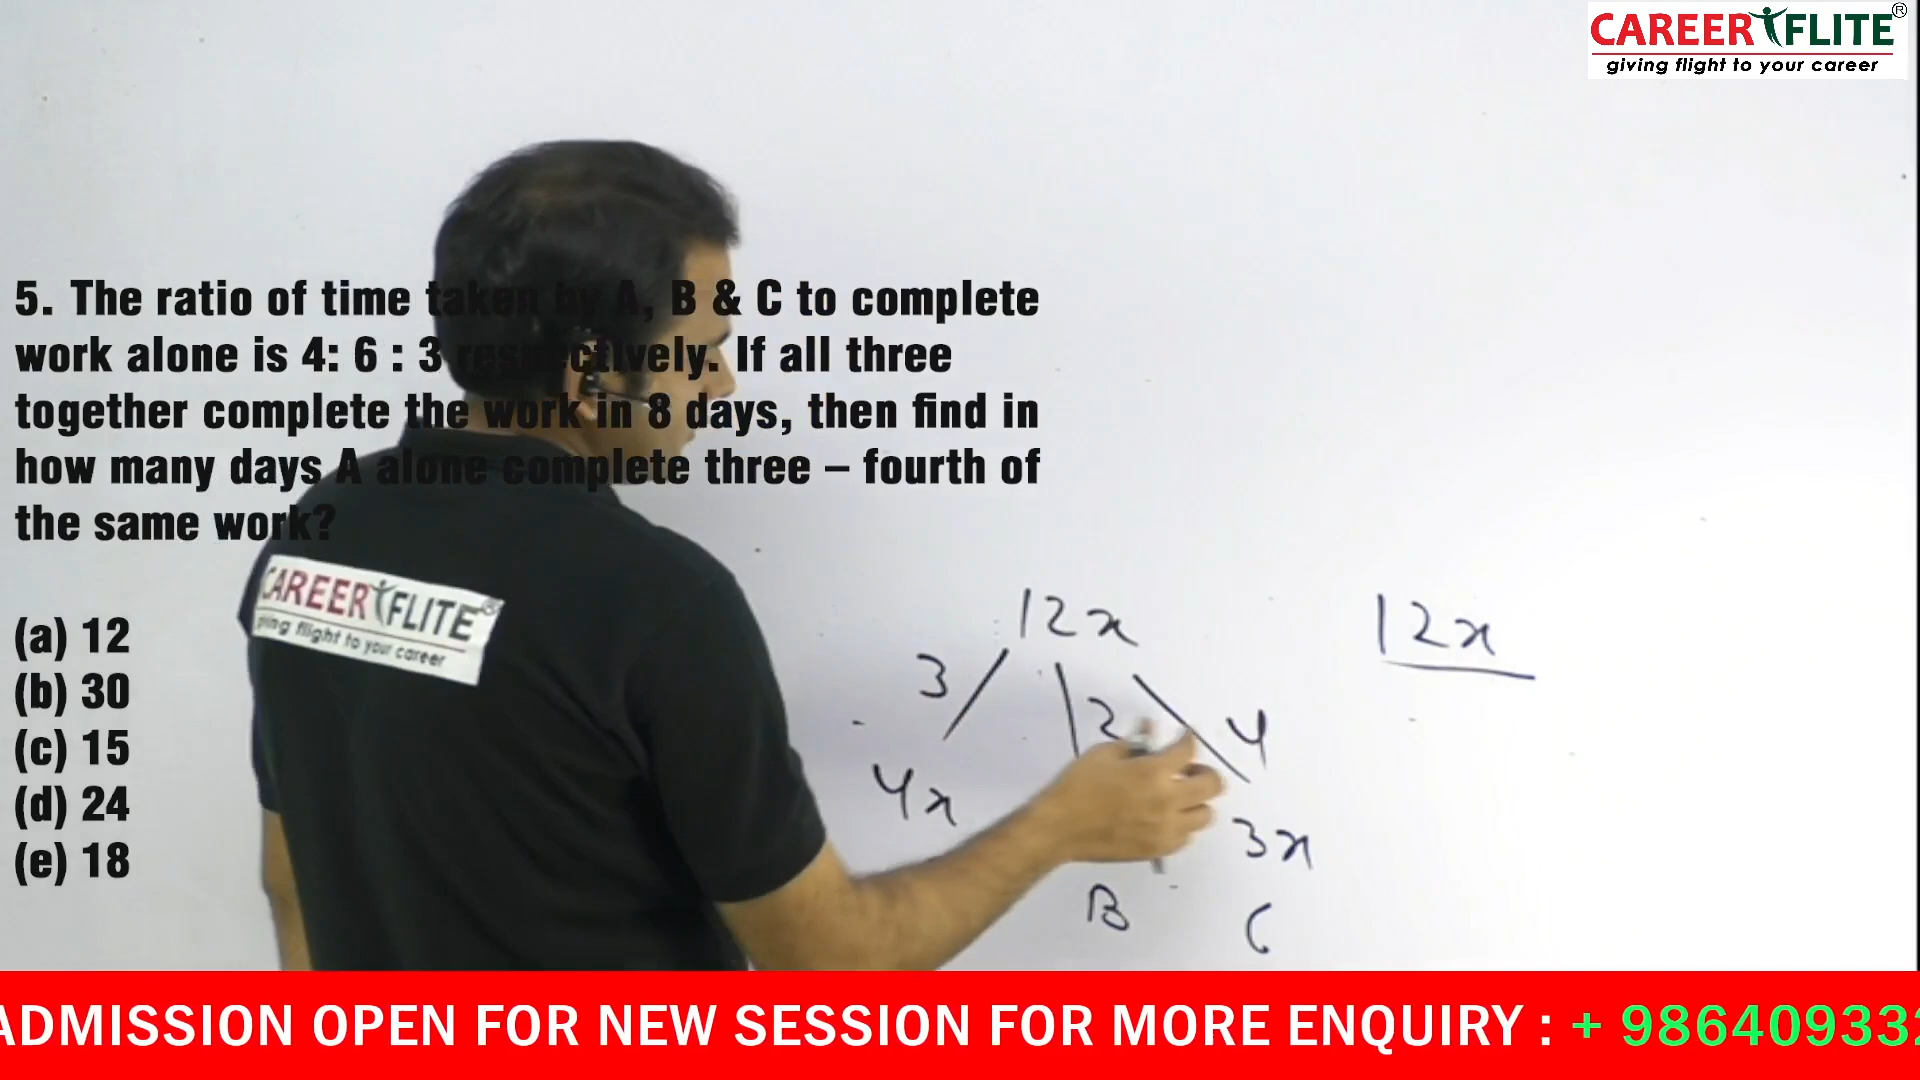 CAREER FLITE®
giving flight to your career
5. The ratio of time taken by A, B & C to complete
work alone is 4: 6 : 3 respectively. If all three
together complete the work in 8 days, then find in
how many days A alone complete three – fourth of
the same work?
(a) 12
(b) 30
(c) 15
(d) 24
(e) 18
CAREER FLITE®
giving flight to your career
12x
12x
3
2
4
4x
3x
B
C
ADMISSION OPEN FOR NEW SESSION FOR MORE ENQUIRY : + 986409332